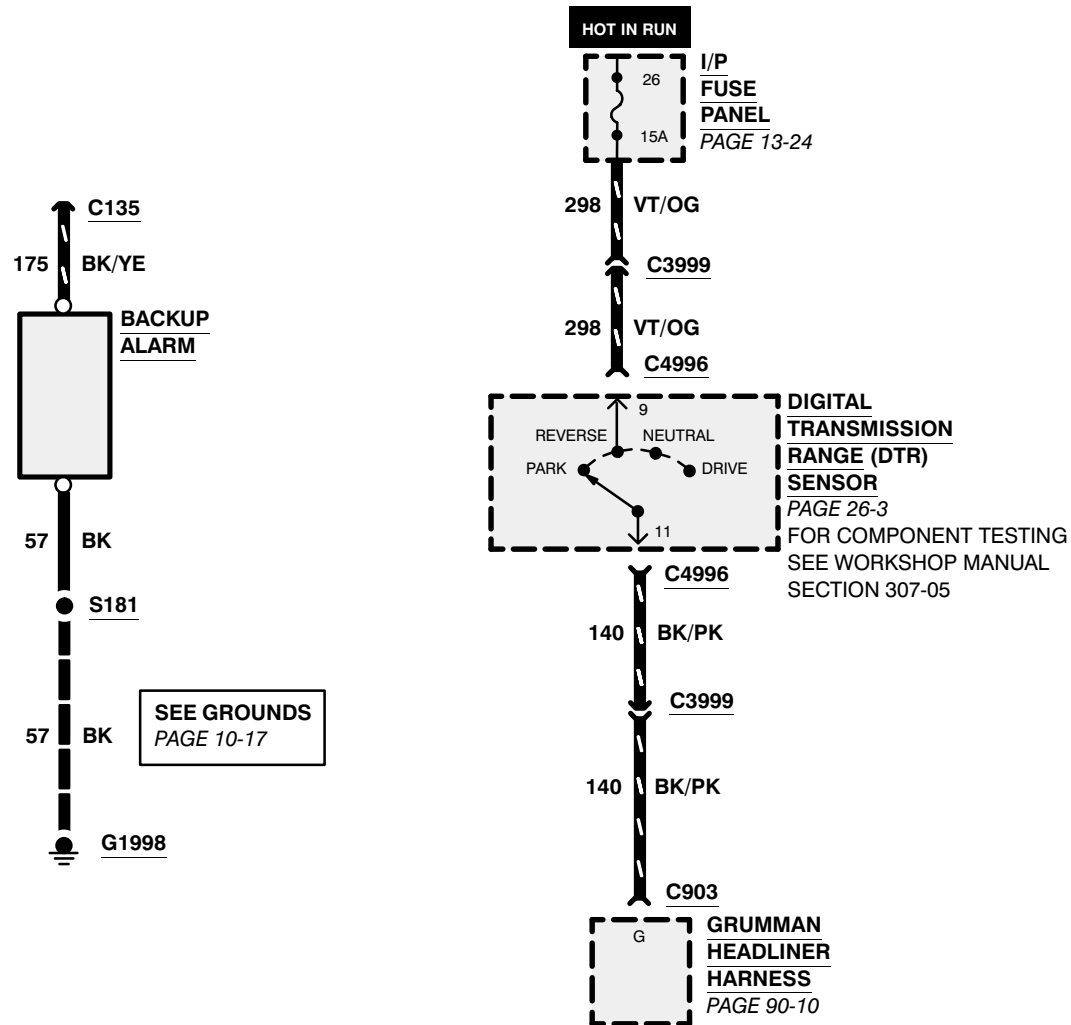 HOT IN RUN
26
15A
I/P
FUSE
PANEL
PAGE 13-24
298 VT/OG
C3999
298 VT/OG
C4996
C135
175 BK/YE
BACKUP
ALARM
57 BK
S181
57 BK
SEE GROUNDS
PAGE 10-17
G1998
9
REVERSE NEUTRAL
PARK DRIVE
11
DIGITAL
TRANSMISSION
RANGE (DTR)
SENSOR
PAGE 26-3
FOR COMPONENT TESTING
SEE WORKSHOP MANUAL
SECTION 307-05
C4996
140 BK/PK
C3999
140 BK/PK
C903
G
GRUMMAN
HEADLINER
HARNESS
PAGE 90-10